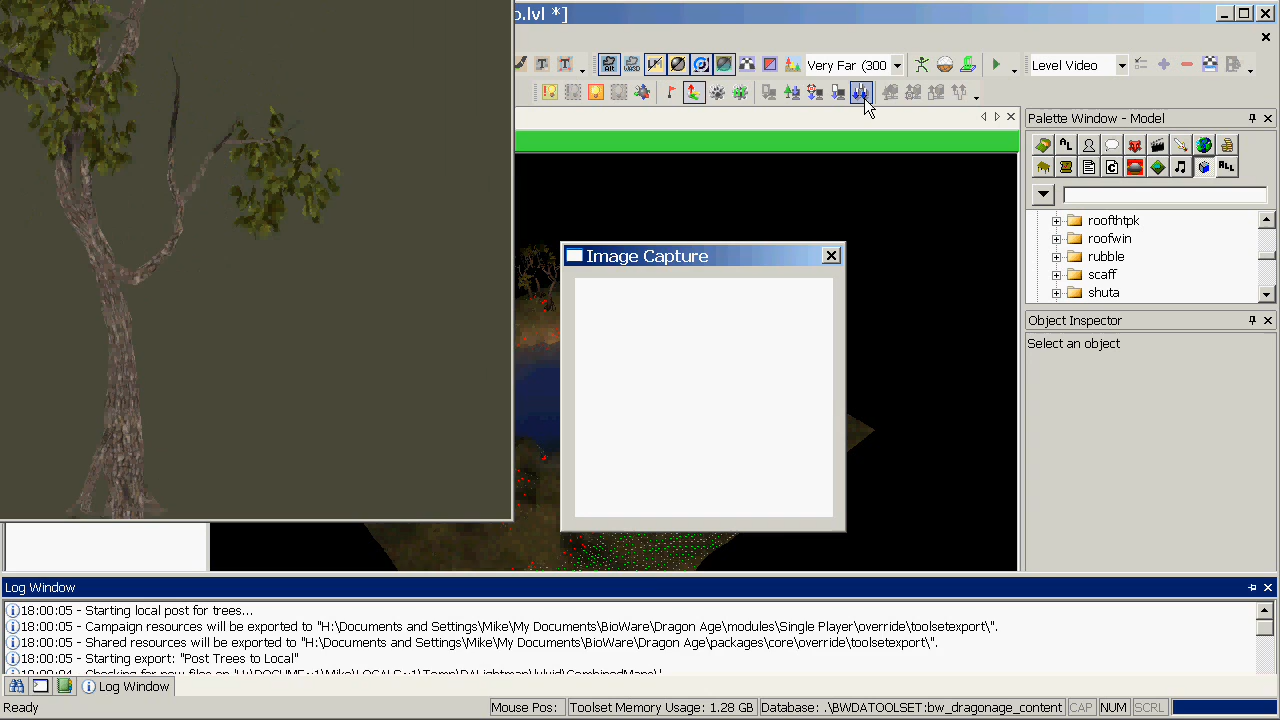 o.lvl *]
Very Far (300
Level Video
Palette Window - Model
roofthtpk
roofwin
rubble
scaff
shuta
Image Capture
Object Inspector
Select an object
Log Window
18:00:05 - Starting local post for trees...
18:00:05 - Campaign resources will be exported to "H:\Documents and Settings\Mike\My Documents\BioWare\Dragon Age\modules\Single Player\override\toolsetexport\".
18:00:05 - Shared resources will be exported to "H:\Documents and Settings\Mike\My Documents\BioWare\Dragon Age\packages\core\override\toolsetexport\".
18:00:05 - Starting export: "Post Trees to Local"
Log Window
Ready
Mouse Pos:
Toolset Memory Usage: 1.28 GB
Database: .\BWDATOOLSET:bw_dragonage_content
CAP
NUM
SCRL